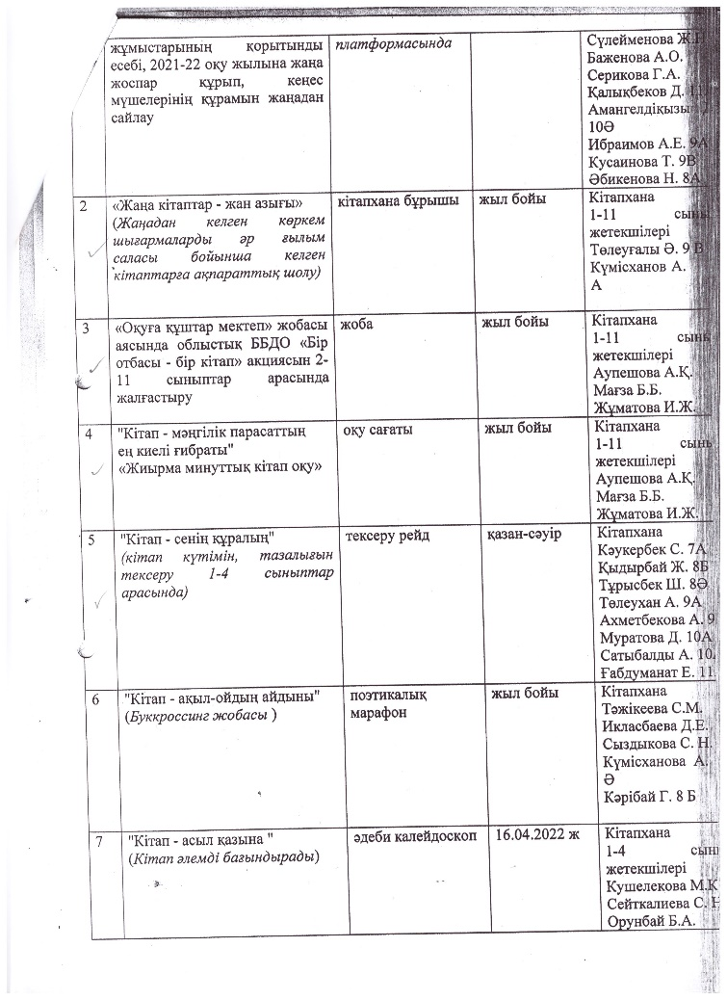 жұмыстарының қорытынды
есебі, 2021-22 оқу жылына жаңа
жоспар құрып, кеңес
мүшелерінің құрамын жаңадан
сайлау
платформасында
Сүлейменова
Баженова А.О.
Серикова Г.А.
Қалықбеков Д.
Амангелдіқызы
10Ә
Ибраимов А.Е. 9А
Кусаинова Т. 9В
Әбикенова Н. 8А
2
«Жаңа кітаптар - жан азығы»
(Жаңадан келген көркем
шығармаларды әр ғылым
саласы бойынша келген
кітаптарға ақпараттық шолу)
кітапхана бұрышы
жыл бойы
Кітапхана
1-11 сынып
жетекшілері
Төлеуғалы Ә. 9 В
Күмісханов А.
А
3
«Оқуға құштар мектеп» жобасы
аясында облыстық ББДО «Бір
отбасы - бір кітап» акциясын 2-
11 сыныптар арасында
жалғастыру
жоба
жыл бойы
Кітапхана
1-11 сынып
жетекшілері
Аупешова А.Қ.
Мағза Б.Б.
Жұматова И.Ж.
4
"Кітап - мәңгілік парасаттың
ең киелі ғибраты"
«Жиырма минуттық кітап оқу»
оқу сағаты
жыл бойы
Кітапхана
1-11 сынып
жетекшілері
Аупешова А.Қ.
Мағза Б.Б.
Жұматова И.Ж.
5
"Кітап - сенің құралың"
(кітап күтімін, тазалығын
тексеру 1-4 сыныптар
арасында)
тексеру рейд
қазан-сәуір
Кітапхана
Кәукербек С. 7А
Қыдырбай Ж. 8Б
Тұрысбек Ш. 8Ә
Төлеухан А. 9А
Ахметбекова А. 9
Муратова Д. 10А
Сатыбалды А. 10
Ғабдуманат Е. 11
6
"Кітап - ақыл-ойдың айдыны"
(Буккроссинг жобасы )
поэтикалық
марафон
жыл бойы
Кітапхана
Тәжікеева С.М.
Икласбаева Д.Е.
Сыздыкова С. Н.
Күмісханова А.
Ә
Кәрібай Г. 8 Б
7
"Кітап - асыл қазына "
(Кітап әлемді бағындырады)
әдеби калейдоскоп
16.04.2022 ж
Кітапхана
1-4 сынып
жетекшілері
Кушелекова М.К
Сейткалиева С. Н
Орунбай Б.А.